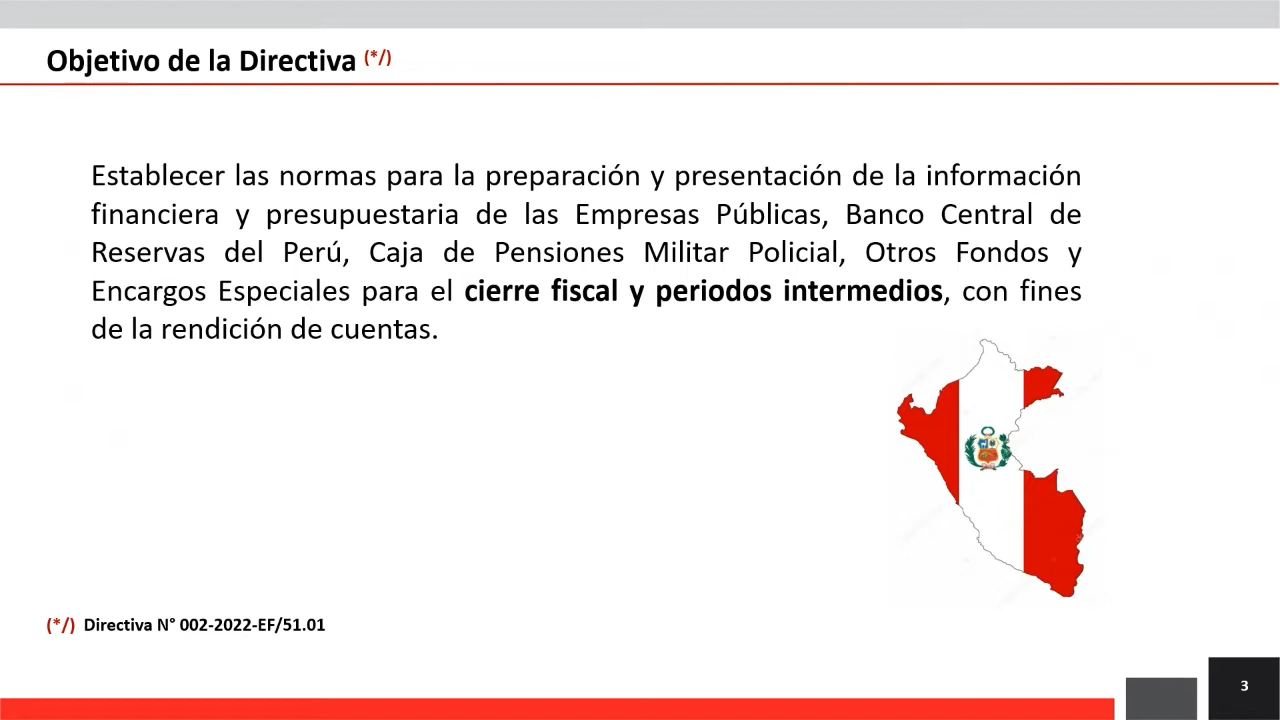 Objetivo de la Directiva (*/)
Establecer las normas para la preparación y presentación de la información
financiera y presupuestaria de las Empresas Públicas, Banco Central de
Reservas del Perú, Caja de Pensiones Militar Policial, Otros Fondos y
Encargos Especiales para el cierre fiscal y periodos intermedios, con fines
de la rendición de cuentas.
(*/) Directiva N° 002-2022-EF/51.01
3